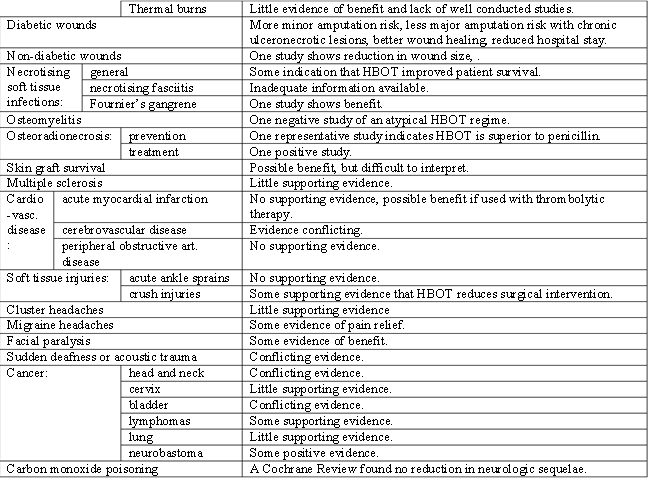 Thermal burns Little evidence of benefit and lack of well conducted studies.
Diabetic wounds More minor amputation risk, less major amputation risk with chronic
ulceronecrotic lesions, better wound healing, reduced hospital stay.
Non-diabetic wounds One study shows reduction in wound size, .
Necrotising general Some indication that HBOT improved patient survival.
soft tissue necrotising fasciitis Inadequate information available.
infections: Fournier's gangrene One study shows benefit.
Osteomyelitis One negative study of an atypical HBOT regime.
Osteoradionecrosis: prevention One representative study indicates HBOT is superior to penicillin.
treatment One positive study.
Skin graft survival Possible benefit, but difficult to interpret.
Multiple sclerosis Little supporting evidence.
Cardio acute myocardial infarction No supporting evidence, possible benefit if used with thrombolytic
-vasc. therapy.
disease cerebrovascular disease Evidence conflicting.
: peripheral obstructive art. No supporting evidence.
disease
Soft tissue injuries: acute ankle sprains No supporting evidence.
crush injuries Some supporting evidence that HBOT reduces surgical intervention.
Cluster headaches Little supporting evidence
Migraine headaches Some evidence of pain relief.
Facial paralysis Some evidence of benefit.
Sudden deafness or acoustic trauma Conflicting evidence.
Cancer: head and neck Conflicting evidence.
cervix Little supporting evidence.
bladder Conflicting evidence.
lymphomas Some supporting evidence.
lung Little supporting evidence.
neurobastoma Some positive evidence.
Carbon monoxide poisoning A Cochrane Review found no reduction in neurologic sequelae.